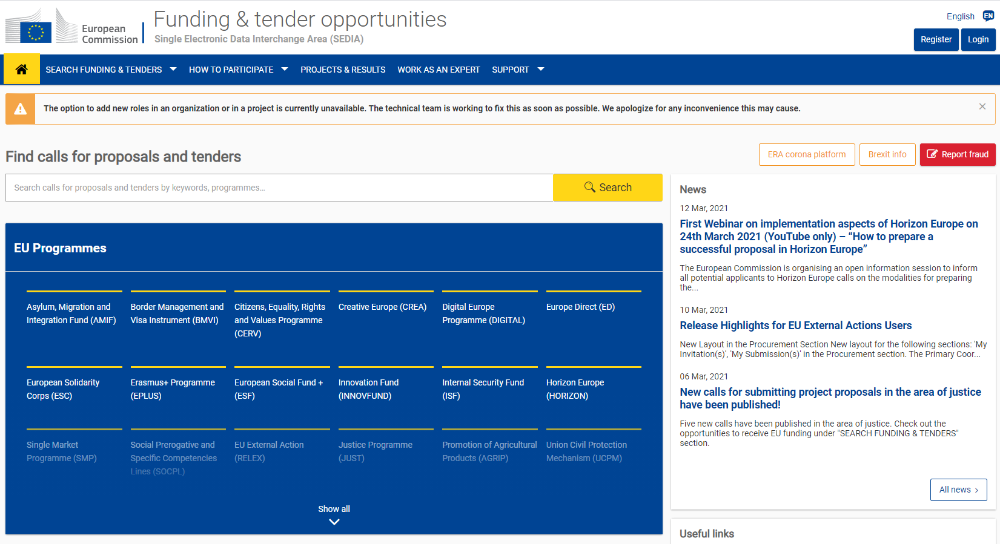 European
Commission
Funding & tender opportunities
Single Electronic Data Interchange Area (SEDIA)
English EN
Register Login
SEARCH FUNDING & TENDERS HOW TO PARTICIPATE PROJECTS & RESULTS WORK AS AN EXPERT SUPPORT
The option to add new roles in an organization or in a project is currently unavailable. The technical team is working to fix this as soon as possible. We apologize for any inconvenience this may cause.
Find calls for proposals and tenders
ERA corona platform Brexit info Report fraud
Search calls for proposals and tenders by keywords, programmes...
Search
EU Programmes
Asylum, Migration and
Integration Fund (AMIF)
Border Management and
Visa Instrument (BMVI)
Citizens, Equality, Rights
and Values Programme
(CERV)
Creative Europe (CREA)
Digital Europe
Programme (DIGITAL)
Europe Direct (ED)
European Solidarity
Corps (ESC)
Erasmus+ Programme
(EPLUS)
European Social Fund +
(ESF)
Innovation Fund
(INNOVFUND)
Internal Security Fund
(ISF)
Horizon Europe
(HORIZON)
Single Market
Programme (SMP)
Social Prerogative and
Specific Competencies
Lines (SOCPL)
EU External Action
(RELEX)
Justice Programme
(JUST)
Promotion of Agricultural
Products (AGRIP)
Union Civil Protection
Mechanism (UCPM)
Show all
News
12 Mar, 2021
First Webinar on implementation aspects of Horizon Europe on
24th March 2021 (YouTube only) – “How to prepare a
successful proposal in Horizon Europe”
The European Commission is organising an open information session to inform
all potential applicants to Horizon Europe calls on the modalities for preparing
the...
10 Mar, 2021
Release Highlights for EU External Actions Users
New Layout in the Procurement Section New layout for the following sections: 'My
Invitation(s)', 'My Submission(s)' in the Procurement section. The Primary Coor...
06 Mar, 2021
New calls for submitting project proposals in the area of justice
have been published!
Five new calls have been published in the area of justice. Check out the
opportunities to receive EU funding under "SEARCH FUNDING & TENDERS"
section.
All news ›
Useful links